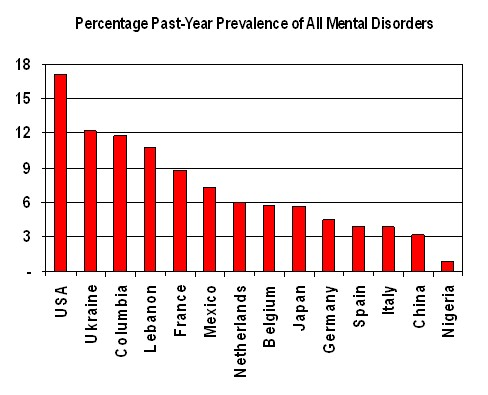 Percentage Past-Year Prevalence of All Mental Disorders
18
15
12
9
6
3
-
USA
Ukraine
Columbia
Lebanon
France
Mexico
Netherlands
Belgium
Japan
Germany
Spain
Italy
China
Nigeria